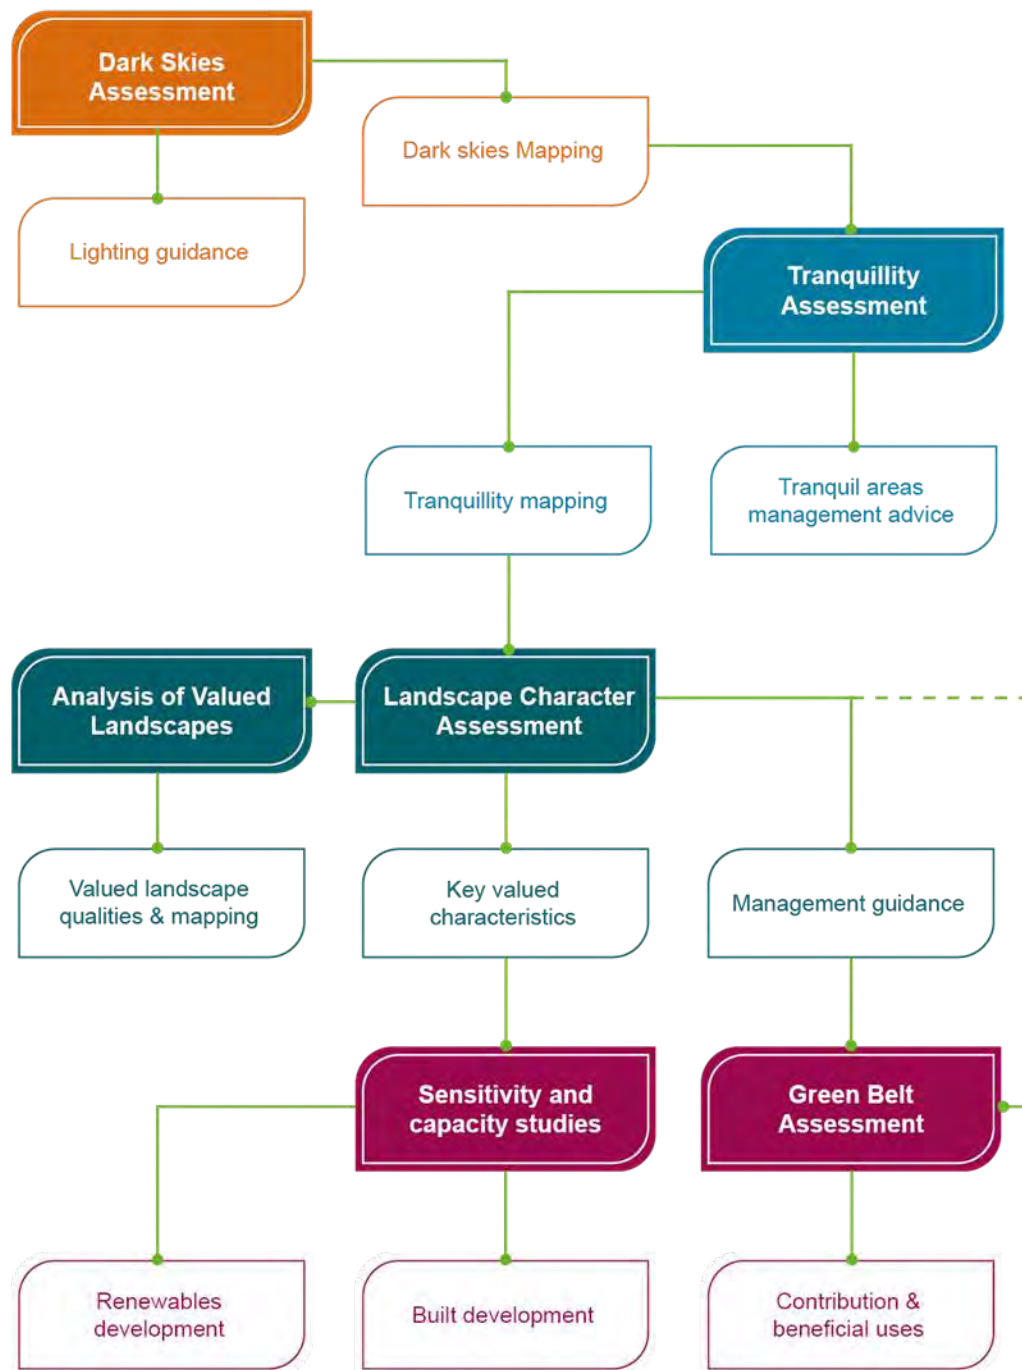 Dark Skies
Assessment
Dark skies Mapping
Lighting guidance
Tranquillity
Assessment
Tranquillity mapping
Tranquil areas
management advice
Analysis of Valued
Landscapes
Landscape Character
Assessment
Valued landscape
qualities & mapping
Key valued
characteristics
Management guidance
Sensitivity and
capacity studies
Green Belt
Assessment
Renewables
development
Built development
Contribution &
beneficial uses